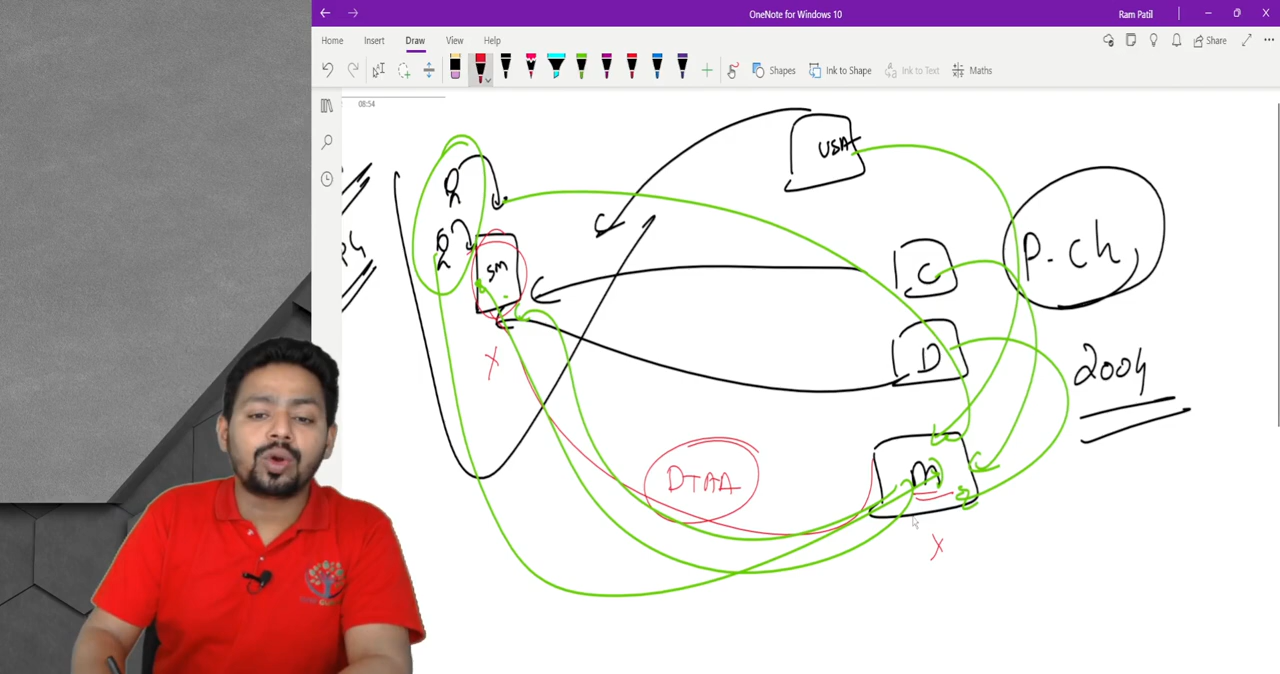 OneNote for Windows 10
Ram Patil
Home Insert Draw View Help
Share
Shapes
Ink to Shape
Ink to Text
Maths
08:54
USA
P. Ch,
SM
C
D
2004
X
DTAA
M
X